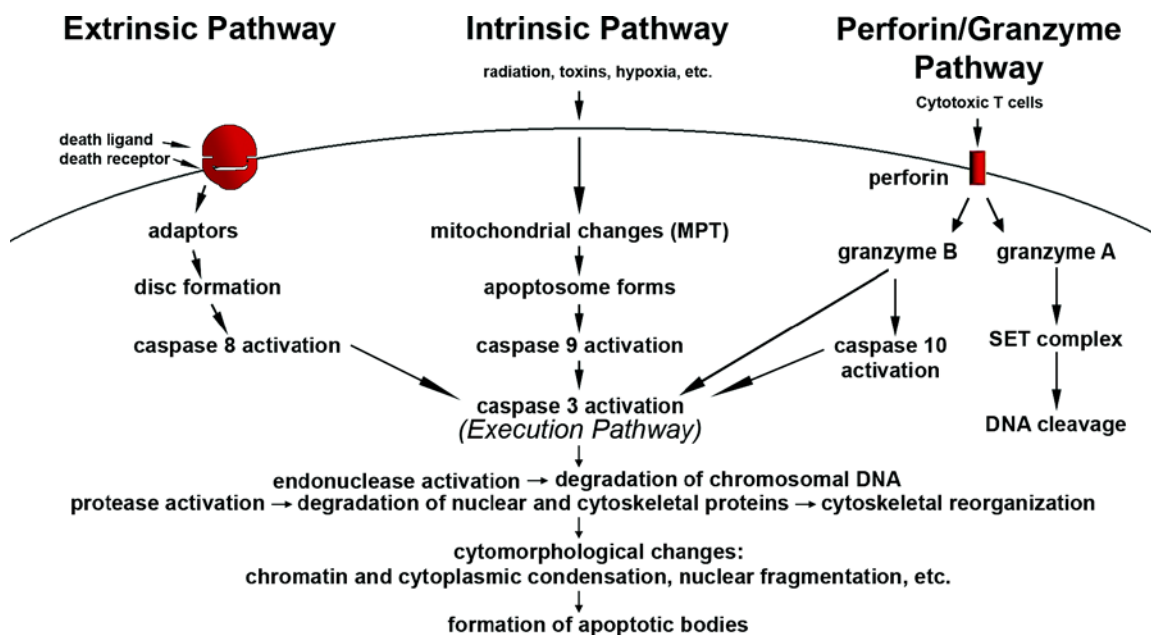 Extrinsic Pathway
Intrinsic Pathway
Perforin/Granzyme
Pathway
radiation, toxins, hypoxia, etc.
Cytotoxic T cells
death ligand
death receptor
perforin
adaptors
mitochondrial changes (MPT)
granzyme B
granzyme A
disc formation
apoptosome forms
caspase 8 activation
caspase 9 activation
caspase 10
activation
SET complex
caspase 3 activation
(Execution Pathway)
DNA cleavage
endonuclease activation → degradation of chromosomal DNA
protease activation → degradation of nuclear and cytoskeletal proteins → cytoskeletal reorganization
cytomorphological changes:
chromatin and cytoplasmic condensation, nuclear fragmentation, etc.
formation of apoptotic bodies